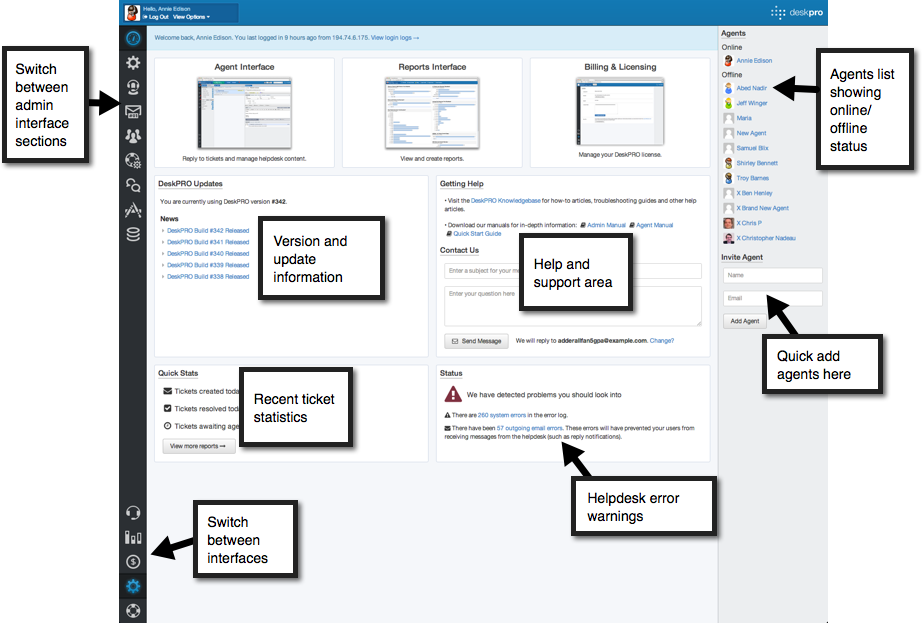 Hello, Annie Edison
Log Out View Options
deskpro
Welcome back, Annie Edison. You last logged in 9 hours ago from 194.74.6.175. View login logs →
Agents
Online
Annie Edison
Offline
Abed Nadir
Jeff Winger
Maria
New Agent
Samuel Blix
Shirley Bennett
Troy Barnes
X Ben Henley
X Brand New Agent
X Chris P
X Christopher Nadeau
Invite Agent
Name
Email
Add Agent
Switch
between
admin
interface
sections
Agents list
showing
online/
offline
status
Agent Interface
Reply to tickets and manage helpdesk content.
Reports Interface
View and create reports.
Billing & Licensing
Manage your DeskPRO license.
DeskPRO Updates
You are currently using DeskPRO version #342.
News
DeskPRO Build #342 Released
DeskPRO Build #341 Released
DeskPRO Build #340 Released
DeskPRO Build #339 Released
DeskPRO Build #338 Released
Version and
update
information
Getting Help
• Visit the DeskPRO Knowledgebase for how-to articles, troubleshooting guides and other help
articles.
• Download our manuals for in-depth information: Admin Manual Agent Manual
Quick Start Guide
Contact Us
Enter a subject for your
Enter your question here
Help and
support area
Send Message We will reply to adderallfan5gpa@example.com. Change?
Quick add
agents here
Quick Stats
Tickets created
Tickets resolved
Tickets awaiting
View more reports →
Recent ticket
statistics
Status
We have detected problems you should look into
There are 260 system errors in the error log.
There have been 57 outgoing email errors. These errors will have prevented your users from
receiving messages from the helpdesk (such as reply notifications).
Helpdesk error
warnings
Switch
between
interfaces